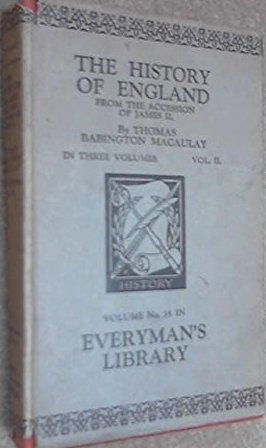 THE HISTORY
OF ENGLAND
FROM THE ACCESSION
OF JAMES II.
By THOMAS
BABINGTON MACAULAY
IN THREE VOLUMES VOL. II.
HISTORY
VOLUME No. 35 IN
EVERYMAN'S
LIBRARY